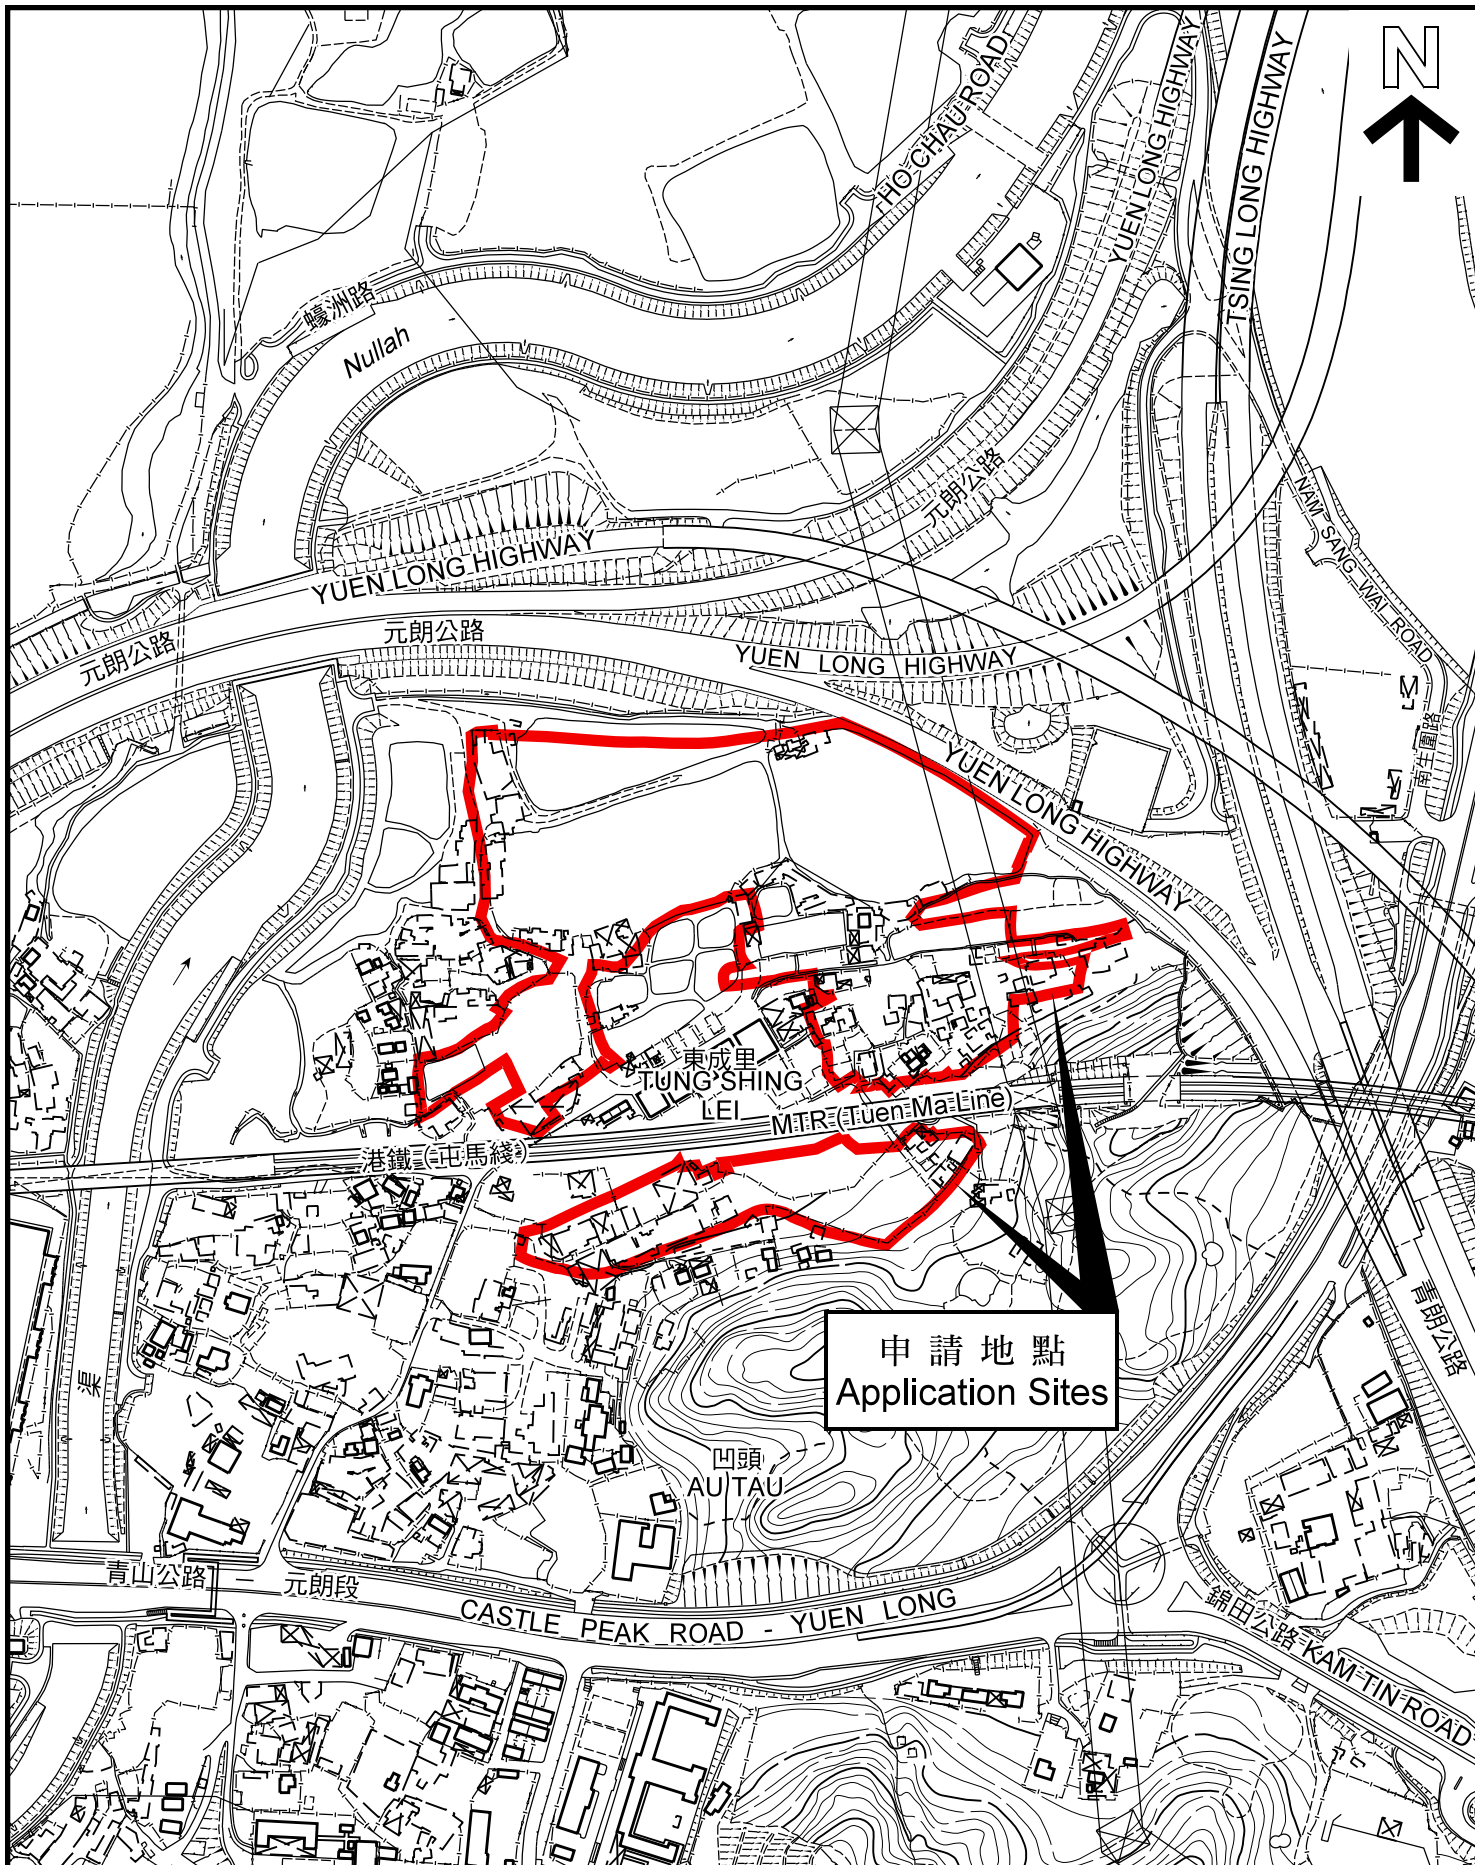 N
HO CHAU ROAD
YUEN LONG HIGHWAY
TSING LONG HIGHWAY
蠔洲路
Nullah
元朗公路
NAM SANG WAI ROAD
YUEN LONG HIGHWAY
元朗公路
元朗公路
YUEN LONG HIGHWAY
南生圍路
YUEN LONG HIGHWAY
東成里
TUNG SHING
LEI
MTR (Tuen Ma Line)
港鐵（屯馬綫）
申請地點
Application Sites
青朗公路
渠
凹頭
AU TAU
青山公路 — 元朗段
CASTLE PEAK ROAD - YUEN LONG
錦田公路 KAM TIN ROAD